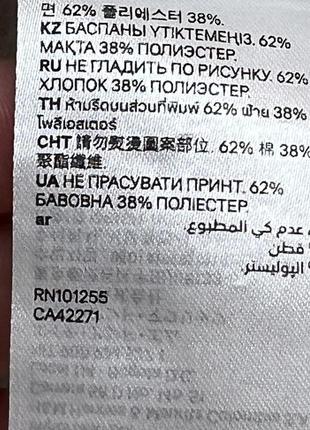 면 62% 폴리에스터 38%.
KZ БАСПАНЫ ҮТІКТЕМЕҢІЗ. 62%
МАҚТА 38% ПОЛИЭСТЕР.
RU НЕ ГЛАДИТЬ ПО РИСУНКУ. 62%
ХЛОПОК 38% ПОЛИЭСТЕР.
TH ห้ามรีดบนส่วนที่พิมพ์ 62% ฝ้าย 38%
โพลีเอสเตอร์
CHT 請勿熨燙圖案部位. 62% 棉 38%
聚酯纖維.
UA НЕ ПРАСУВАТИ ПРИНТ. 62%
БАВОВНА 38% ПОЛІЕСТЕР.
ar
عدم كي المطبوع.
قطن
البوليستر.
RN101255
CA42271